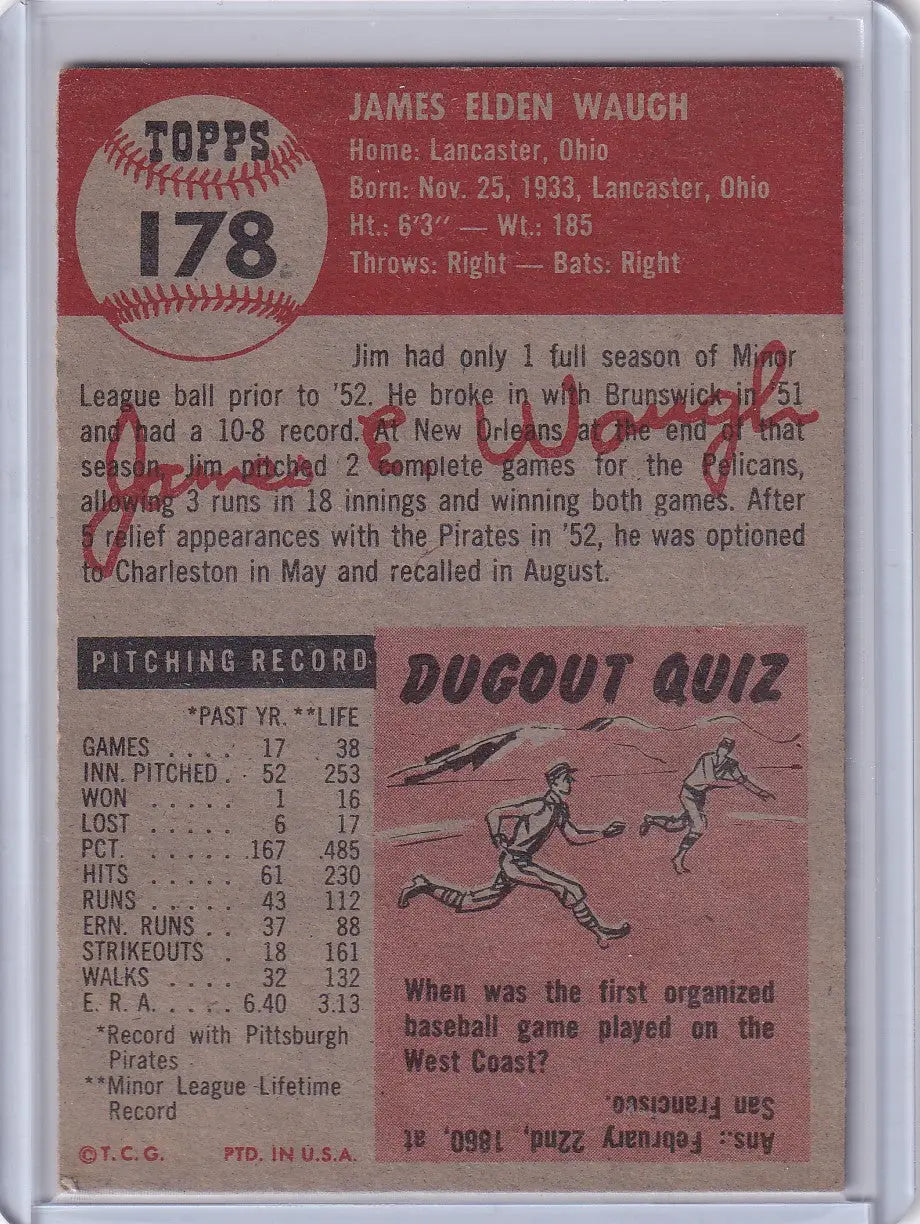 TOPPS
178
JAMES ELDEN WAUGH
Home: Lancaster, Ohio
Born: Nov. 25, 1933, Lancaster, Ohio
Ht.: 6'3" — Wt.: 185
Throws: Right — Bats: Right
Jim had only 1 full season of Minor
League ball prior to '52. He broke in with Brunswick in '51
and had a 10-8 record. At New Orleans at the end of that
season, Jim pitched 2 complete games for the Pelicans,
allowing 3 runs in 18 innings and winning both games. After
5 relief appearances with the Pirates in '52, he was optioned
to Charleston in May and recalled in August.
James E. Waugh
PITCHING RECORD
*PAST YR. **LIFE
GAMES . . . . 17 38
INN. PITCHED . 52 253
WON . . . . . 1 16
LOST . . . . . 6 17
PCT. . . . . . .167 .485
HITS . . . . . 61 230
RUNS . . . . . 43 112
ERN. RUNS . . 37 88
STRIKEOUTS . 18 161
WALKS . . . . 32 132
E. R. A. . . . . 6.40 3.13
*Record with Pittsburgh
Pirates
**Minor League Lifetime
Record
©T.C.G. PTD. IN U.S.A.
DUGOUT QUIZ
When was the first organized
baseball game played on the
West Coast?
Ans.: February 22nd, 1860, at
San Francisco.